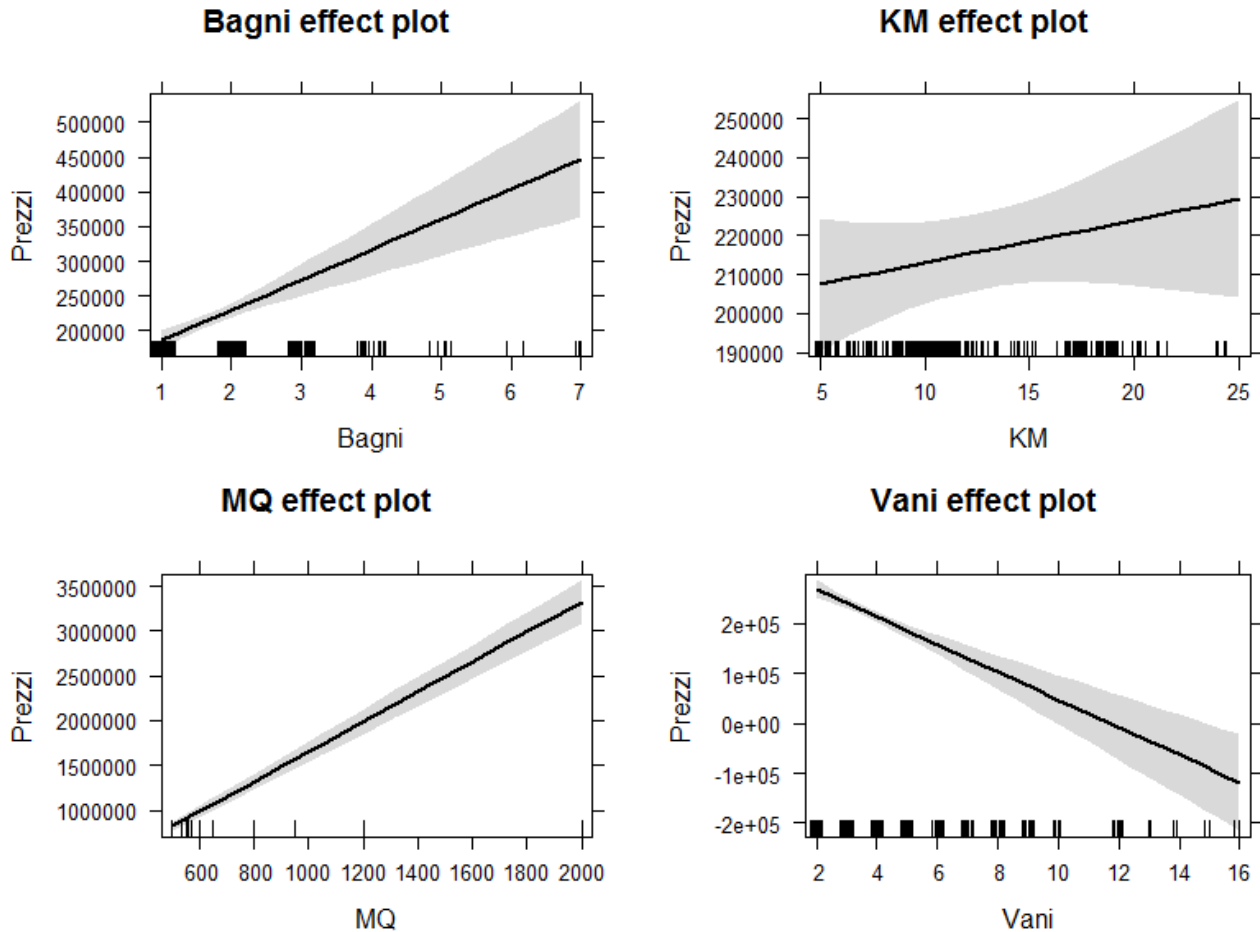 Bagni effect plot
500000
450000
400000
350000
300000
250000
200000
Prezzi
1 2 3 4 5 6 7
Bagni
KM effect plot
250000
240000
230000
220000
210000
200000
190000
Prezzi
5 10 15 20 25
KM
MQ effect plot
3500000
3000000
2500000
2000000
1500000
1000000
Prezzi
600 800 1000 1200 1400 1600 1800 2000
MQ
Vani effect plot
2e+05
1e+05
0e+00
-1e+05
-2e+05
Prezzi
2 4 6 8 10 12 14 16
Vani